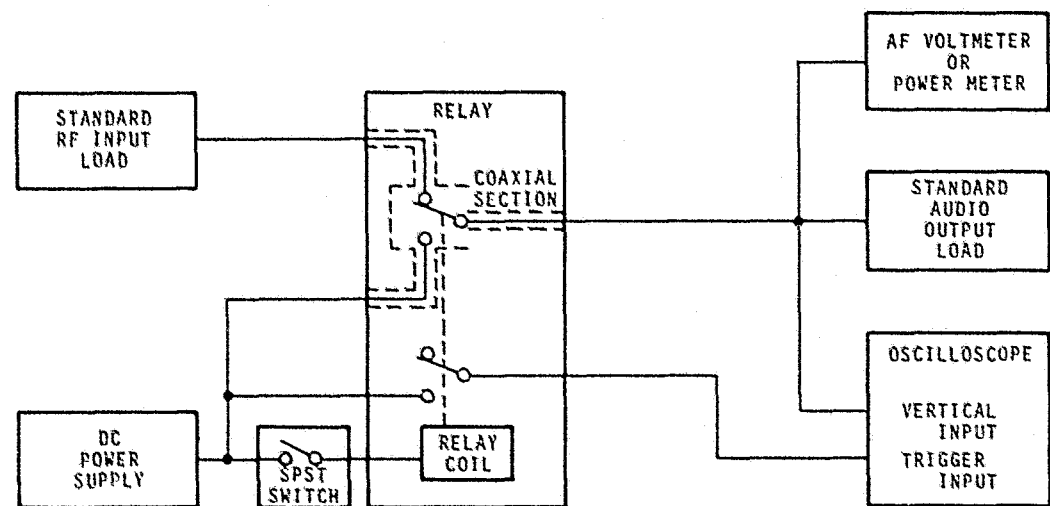 AF VOLTMETER
OR
POWER METER
STANDARD
RF INPUT
LOAD
RELAY
COAXIAL
SECTION
STANDARD
AUDIO
OUTPUT
LOAD
OSCILLOSCOPE
VERTICAL
INPUT
TRIGGER
INPUT
DC
POWER
SUPPLY
SPST
SWITCH
RELAY
COIL